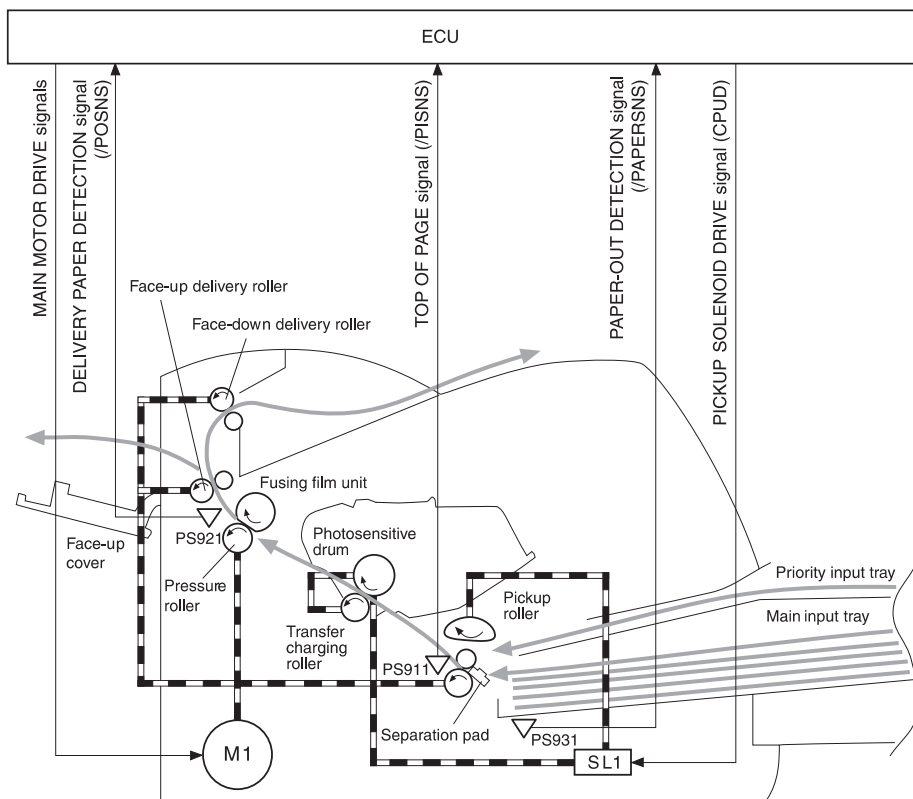 ECU
MAIN MOTOR DRIVE signals
DELIVERY PAPER DETECTION signal
(/POSNS)
TOP OF PAGE signal (/PISNS)
PAPER-OUT DETECTION signal
(/PAPERSNS)
PICKUP SOLENOID DRIVE signal (CPUD)
Face-up delivery roller
Face-down delivery roller
Fusing film unit
PS921
Face-up
cover
Pressure
roller
Photosensitive
drum
Transfer
charging
roller
Pickup
roller
Priority input tray
Main input tray
PS911
Separation pad
PS931
M1
SL1